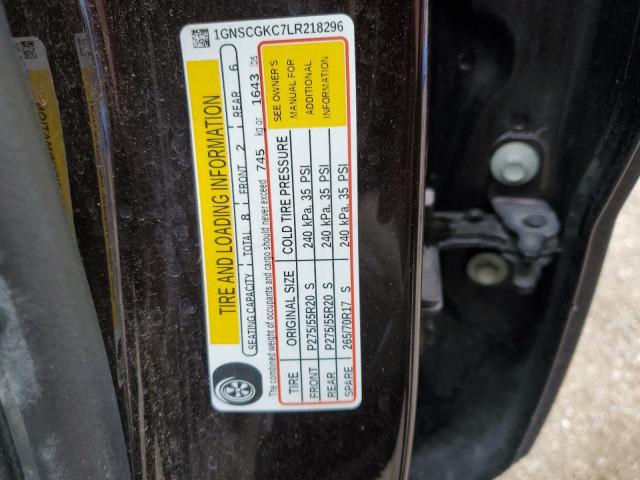 1GNSCGKC7LR218296
TIRE AND LOADING INFORMATION
SEATING CAPACITY TOTAL 8 FRONT 2 REAR 6
The combined weight of occupants and cargo should never exceed 745 kg or 1643 lbs
TIRE ORIGINAL SIZE COLD TIRE PRESSURE
FRONT P275/55R20 S 240 kPa, 35 PSI
REAR P275/55R20 S 240 kPa, 35 PSI
SPARE 265/70R17 S 240 kPa, 35 PSI
SEE OWNER'S
MANUAL FOR
ADDITIONAL
INFORMATION